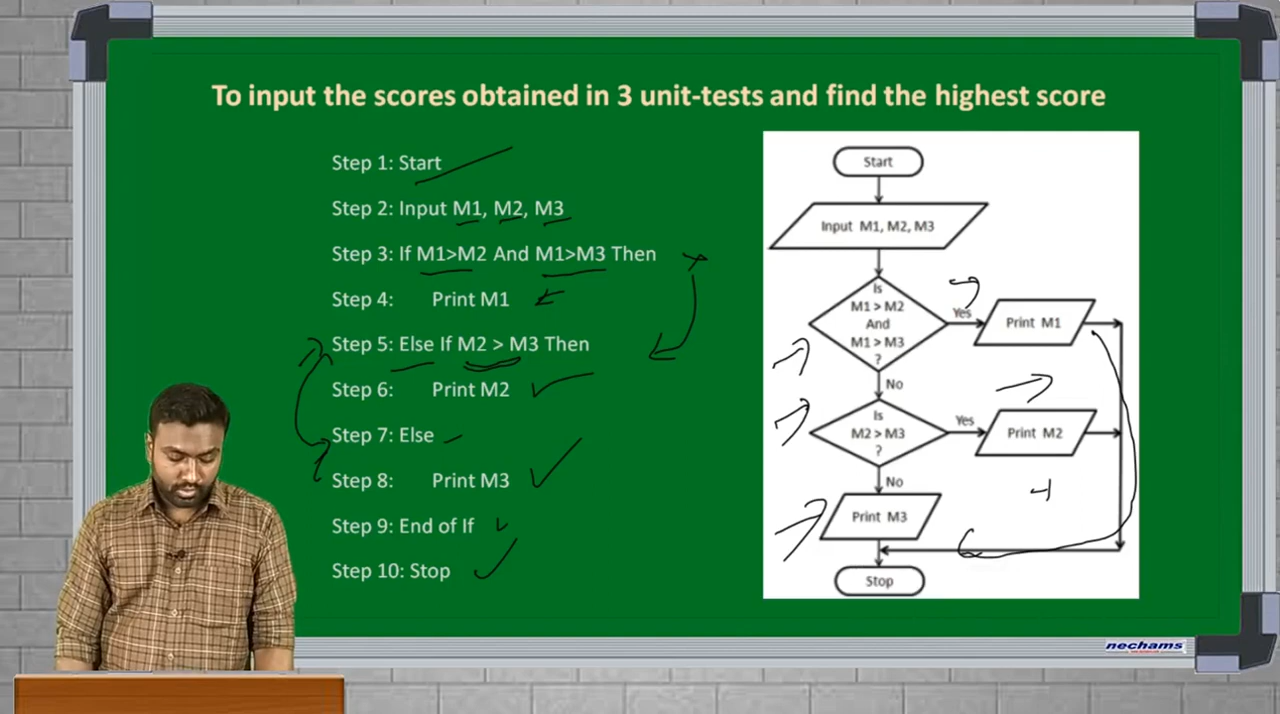 To input the scores obtained in 3 unit-tests and find the highest score
Step 1: Start
Step 2: Input M1, M2, M3
Step 3: If M1>M2 And M1>M3 Then
Step 4: Print M1
Step 5: Else If M2 > M3 Then
Step 6: Print M2
Step 7: Else
Step 8: Print M3
Step 9: End of If
Step 10: Stop
Start
Input M1, M2, M3
Is
M1 > M2
And
M1 > M3
?
Yes
Print M1
No
Is
M2 > M3
?
Yes
Print M2
No
Print M3
Stop
nechams